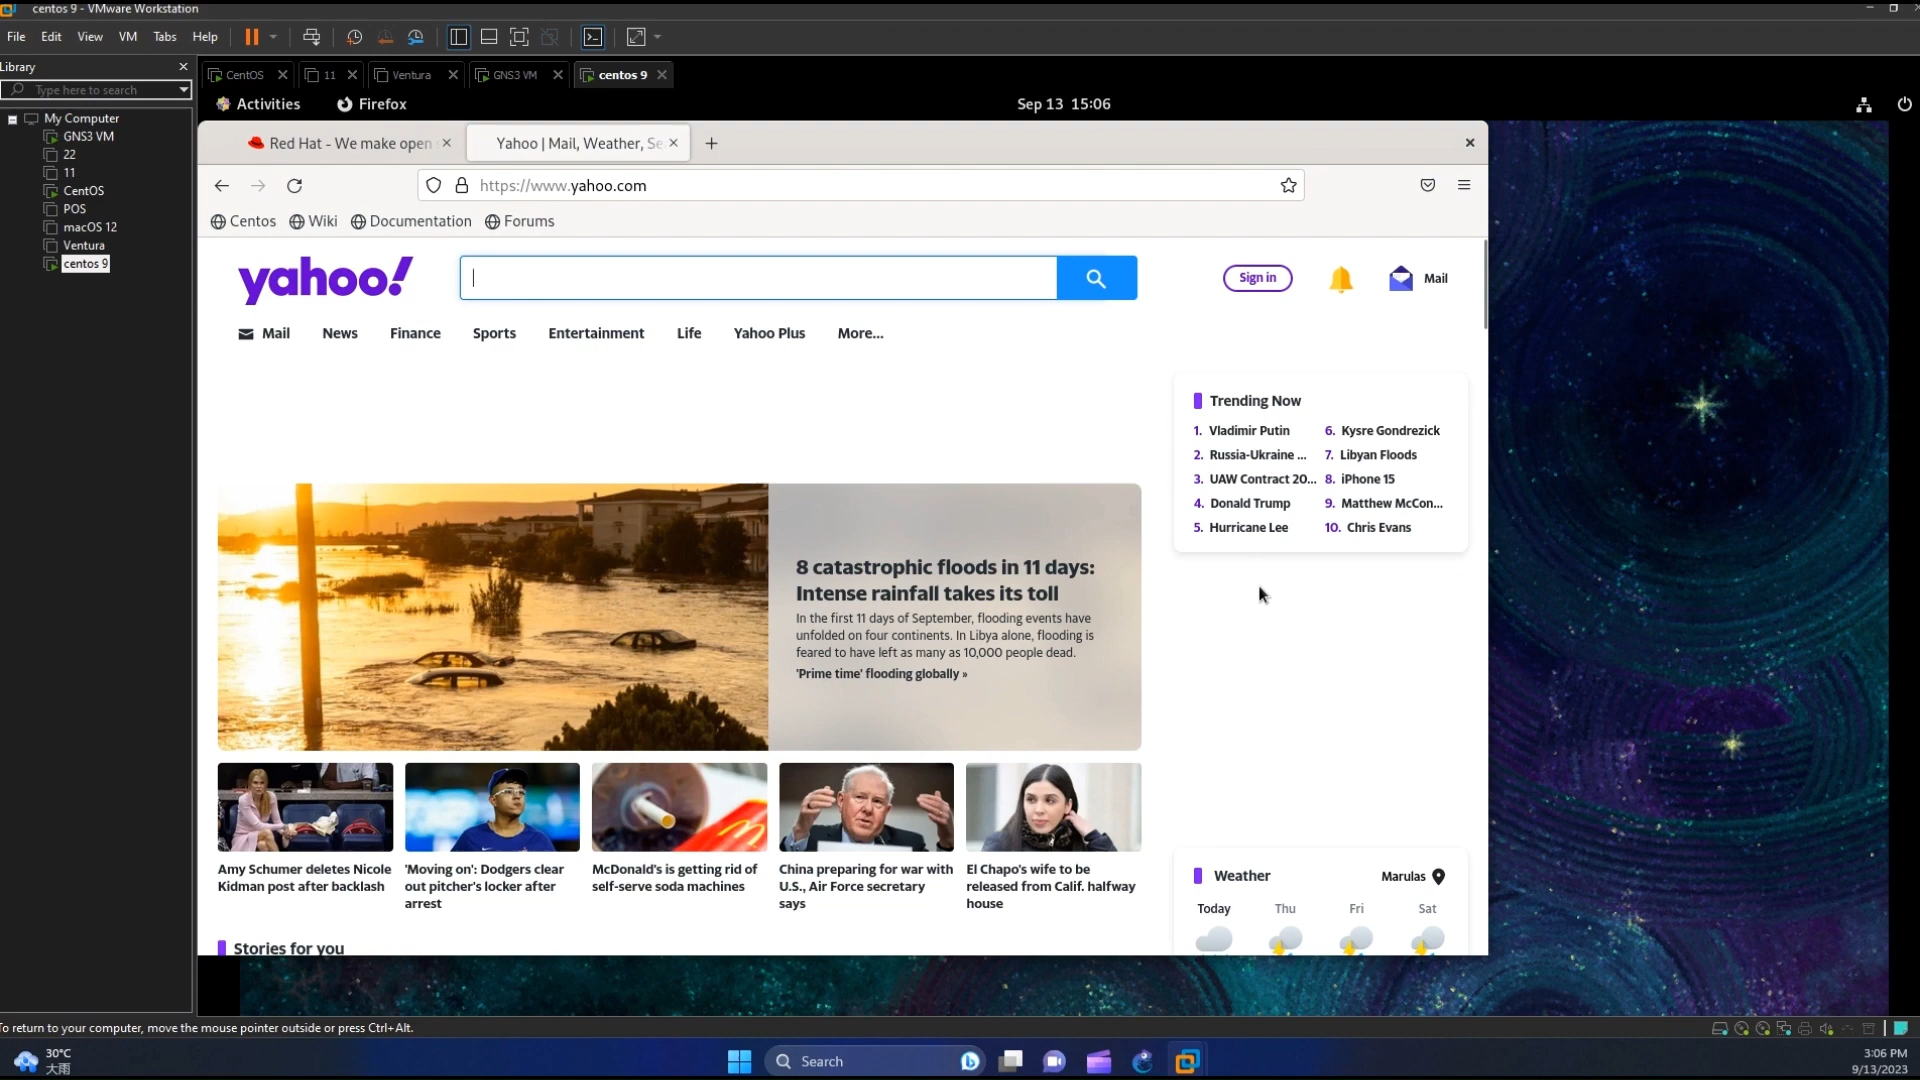 centos 9 - VMware Workstation
File Edit View VM Tabs Help
Library
Type here to search
My Computer
GNS3 VM
22
11
CentOS
POS
macOS 12
Ventura
centos 9
CentOS 11 Ventura GNS3 VM centos 9
Activities Firefox Sep 13 15:06
Red Hat - We make open Yahoo | Mail, Weather, Se
https://www.yahoo.com
Centos Wiki Documentation Forums
yahoo!
Sign in Mail
Mail News Finance Sports Entertainment Life Yahoo Plus More...
Trending Now
1. Vladimir Putin
2. Russia-Ukraine ...
3. UAW Contract 20...
4. Donald Trump
5. Hurricane Lee
6. Kysre Gondrezick
7. Libyan Floods
8. iPhone 15
9. Matthew McCon...
10. Chris Evans
8 catastrophic floods in 11 days:
Intense rainfall takes its toll
In the first 11 days of September, flooding events have
unfolded on four continents. In Libya alone, flooding is
feared to have left as many as 10,000 people dead.
'Prime time' flooding globally »
Amy Schumer deletes Nicole
Kidman post after backlash
'Moving on': Dodgers clear
out pitcher's locker after
arrest
McDonald's is getting rid of
self-serve soda machines
China preparing for war with
U.S., Air Force secretary
says
El Chapo's wife to be
released from Calif. halfway
house
Weather Marulas
Today Thu Fri Sat
Stories for you
To return to your computer, move the mouse pointer outside or press Ctrl+Alt.
30°C
大雨
Search
3:06 PM
9/13/2023